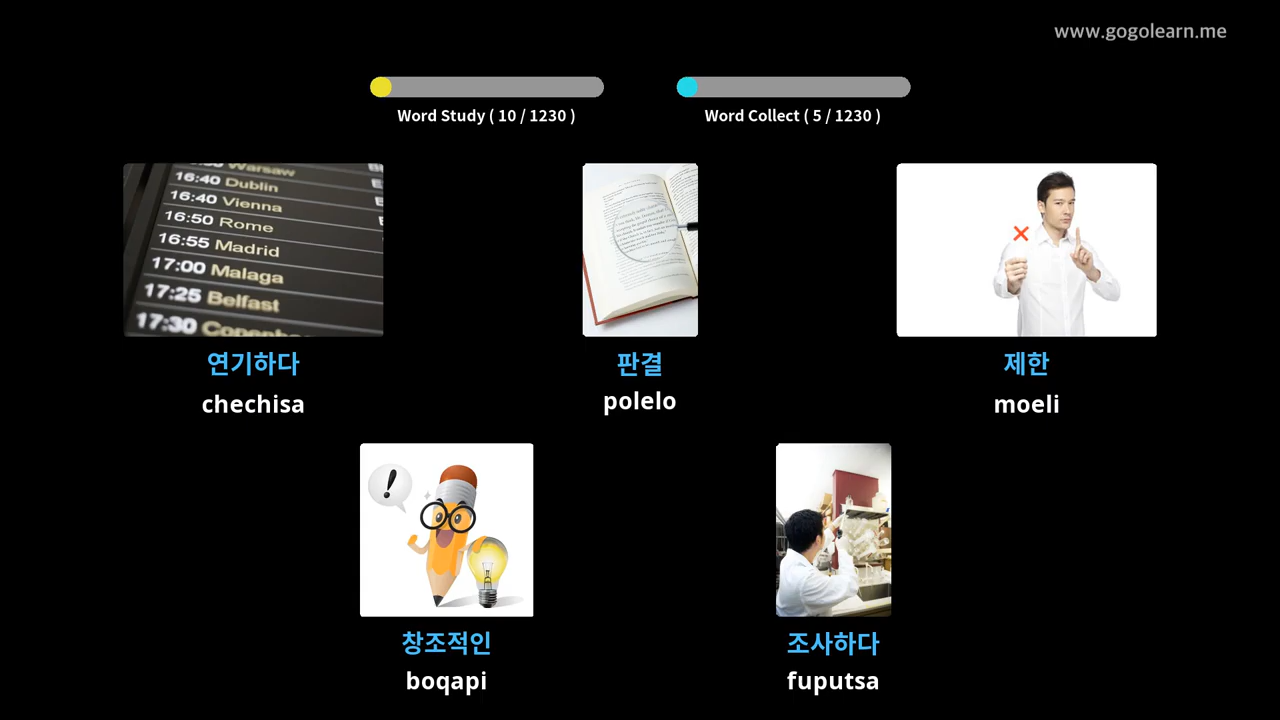 www.gogolearn.me
Word Study ( 10 / 1230 )
Word Collect ( 5 / 1230 )
Warsaw
16:40 Dublin
16:40 Vienna
16:50 Rome
16:55 Madrid
17:00 Malaga
17:25 Belfast
17:30
연기하다
chechisa
판결
polelo
제한
moeli
창조적인
boqapi
조사하다
fuputsa